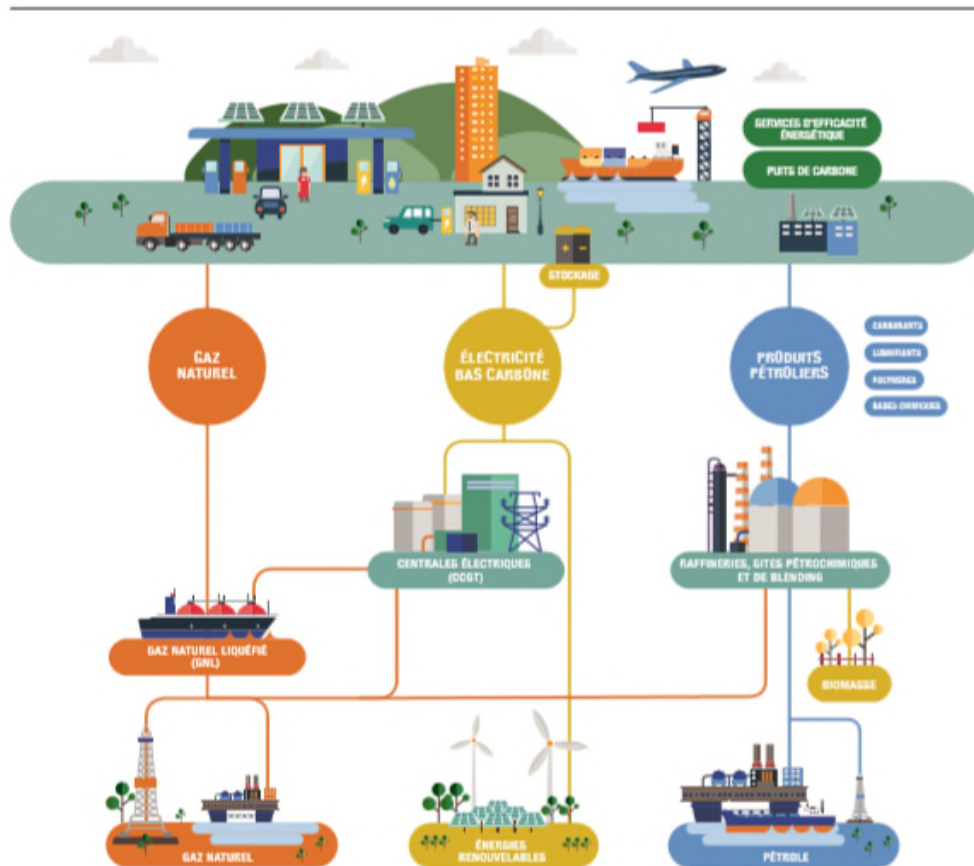 SERVICES D'EFFICACITÉ
ÉNERGÉTIQUE
PUITS DE CARBONE
STOCKAGE
GAZ
NATUREL
ÉLECTRICITÉ
BAS CARBONE
PRODUITS
PÉTROLIERS
CARBURANTS
LUBRIFIANTS
POLYMÈRES
BASES CHIMIQUES
CENTRALES ÉLECTRIQUES
(CCGT)
RAFFINERIES, SITES PÉTROCHIMIQUES
ET DE BLENDING
GAZ NATUREL LIQUÉFIÉ
(GNL)
BIOMASSE
GAZ NATUREL
ÉNERGIES
RENOUVELABLES
PÉTROLE